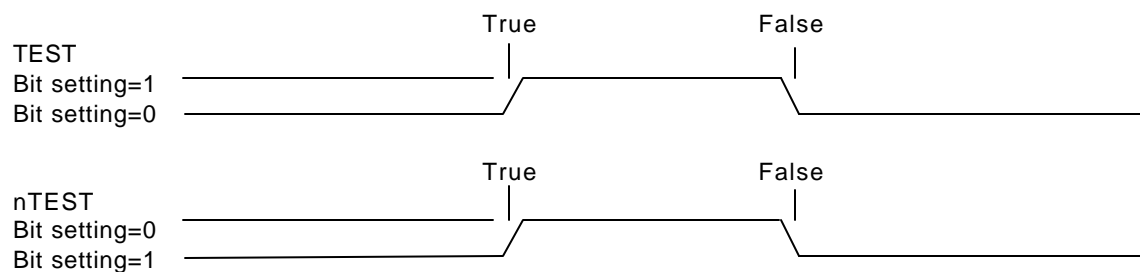 True False
TEST
Bit setting=1
Bit setting=0
True False
nTEST
Bit setting=0
Bit setting=1